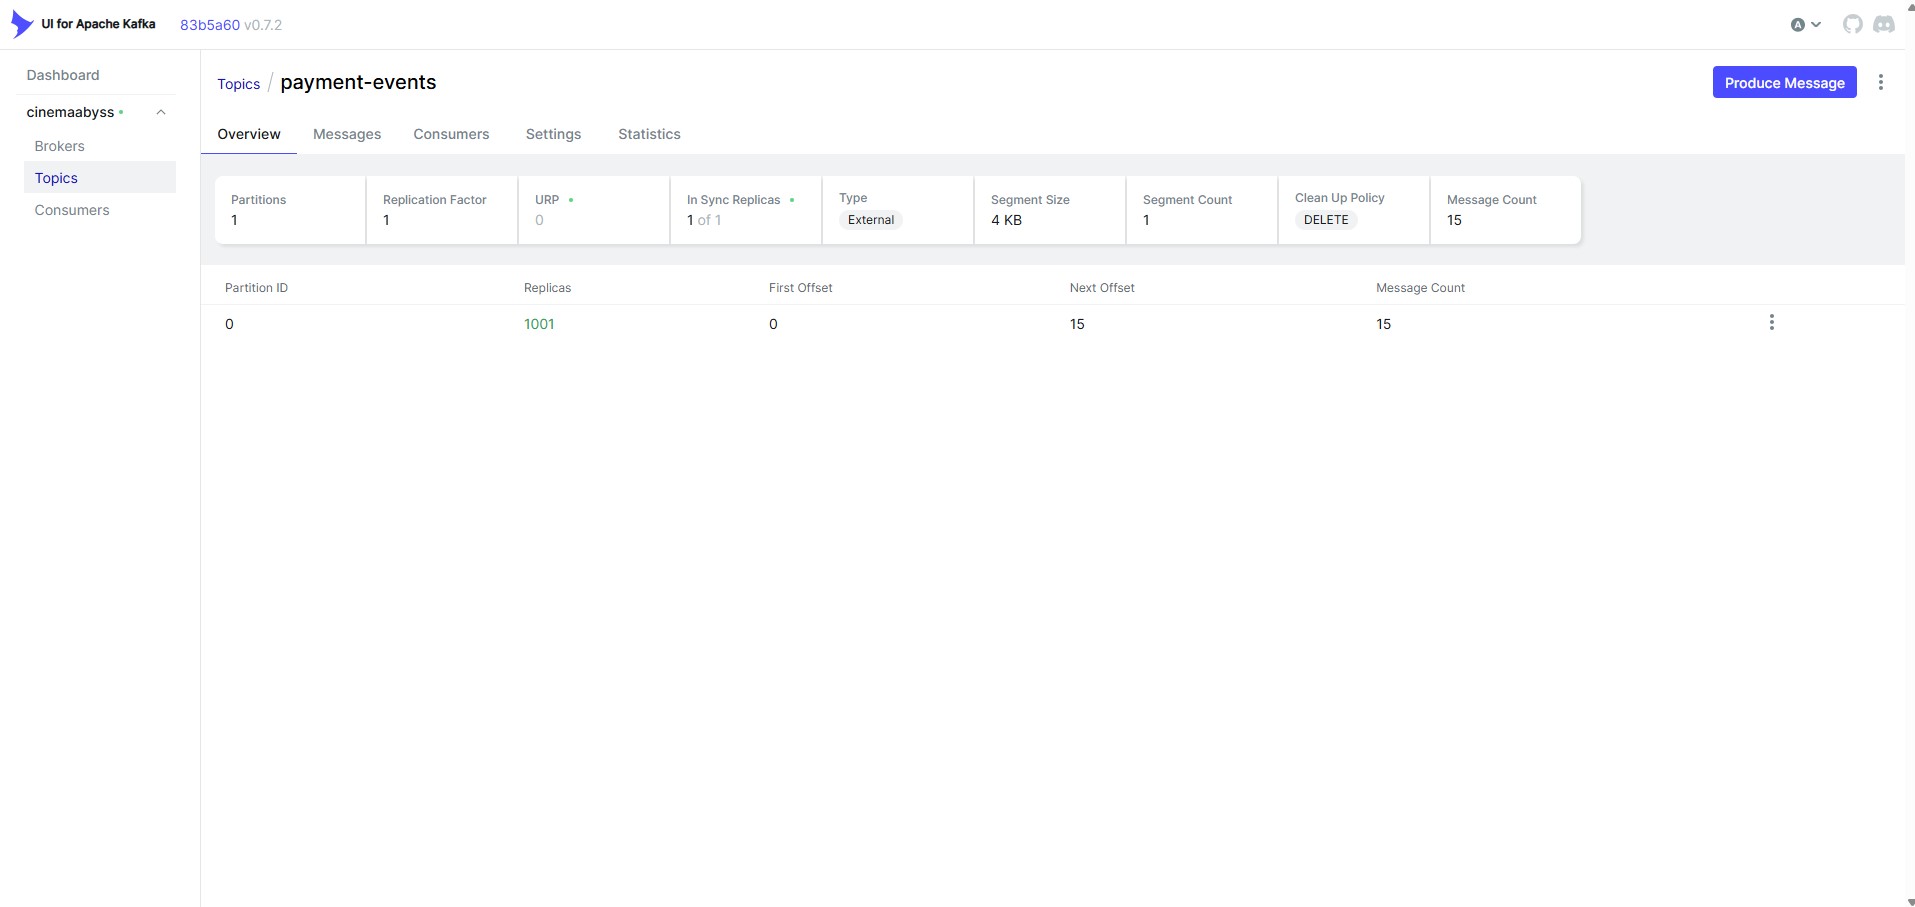 UI for Apache Kafka 83b5a60 v0.7.2 A
Dashboard
cinemaabyss
Brokers
Topics
Consumers
Topics / payment-events
Produce Message
Overview Messages Consumers Settings Statistics
Partitions Replication Factor URP In Sync Replicas Type Segment Size Segment Count Clean Up Policy Message Count
1 1 0 1 of 1 External 4 KB 1 DELETE 15
Partition ID Replicas First Offset Next Offset Message Count
0 1001 0 15 15